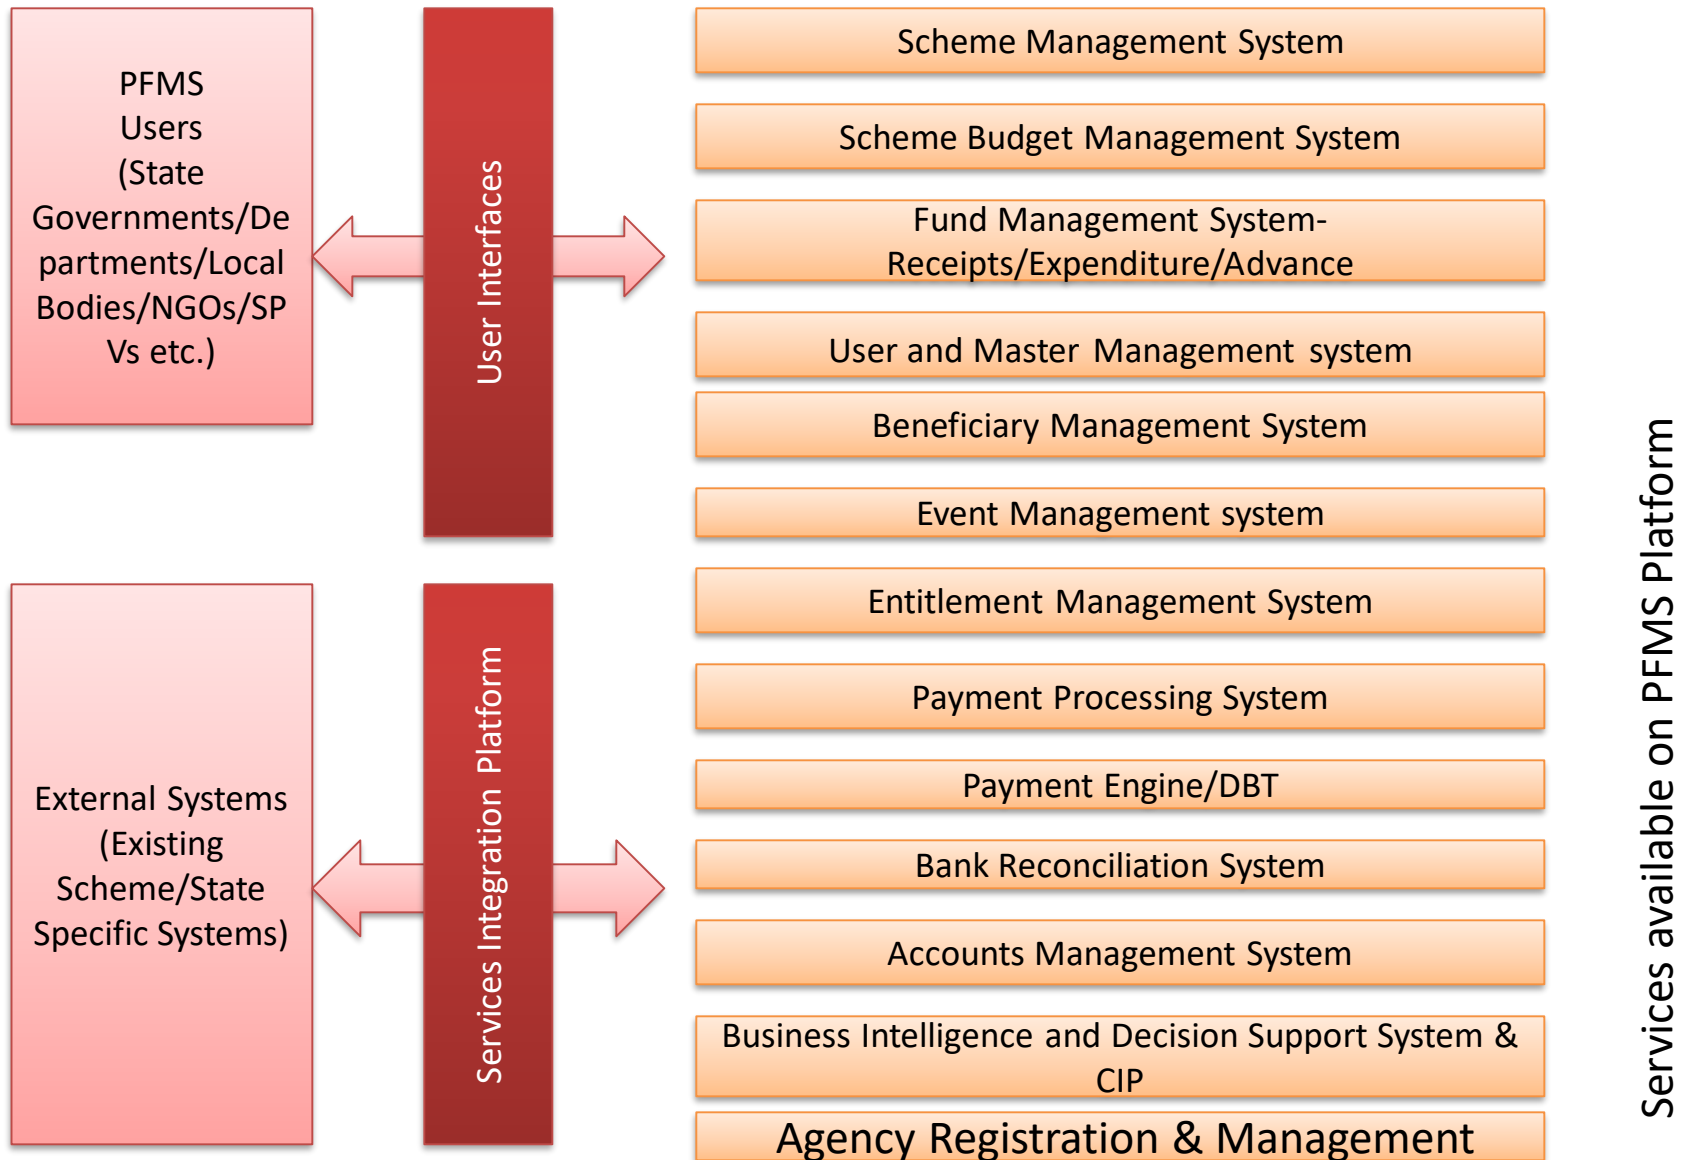 PFMS
Users
(State
Governments/De
partments/Local
Bodies/NGOs/SP
Vs etc.)
User Interfaces
External Systems
(Existing
Scheme/State
Specific Systems)
Services Integration Platform
Scheme Management System
Scheme Budget Management System
Fund Management System-
Receipts/Expenditure/Advance
User and Master Management system
Beneficiary Management System
Event Management system
Entitlement Management System
Payment Processing System
Payment Engine/DBT
Bank Reconciliation System
Accounts Management System
Business Intelligence and Decision Support System &
CIP
Agency Registration & Management
Services available on PFMS Platform